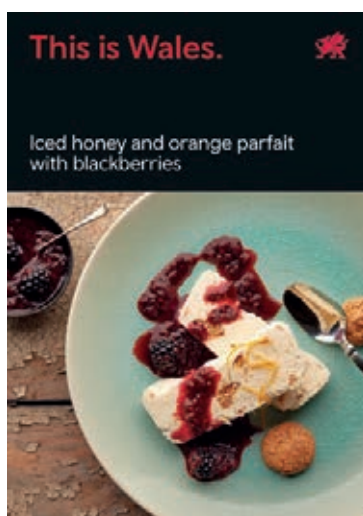 This is Wales.
Iced honey and orange parfait
with blackberries